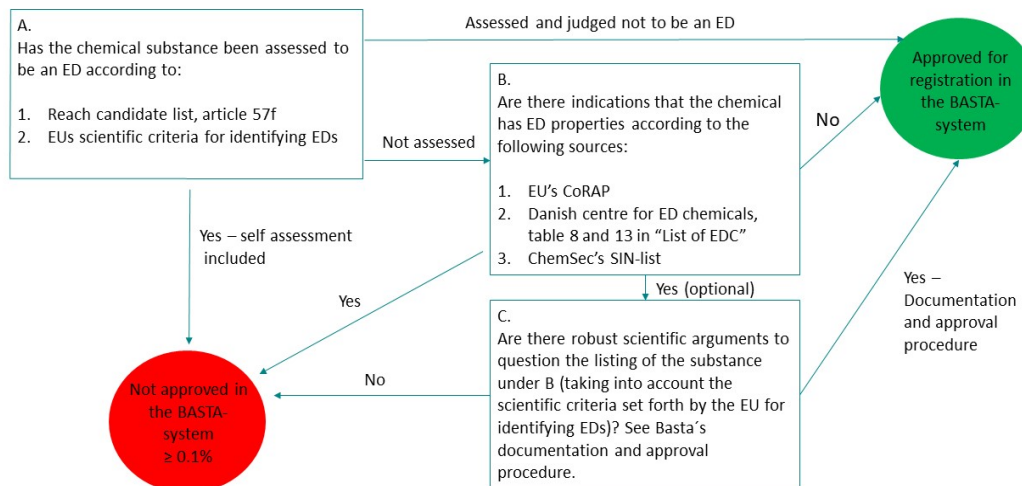 A.
Has the chemical substance been assessed to
be an ED according to:
1. Reach candidate list, article 57f
2. EUs scientific criteria for identifying EDs
Assessed and judged not to be an ED
Approved for
registration in
the BASTA-
system
Not assessed
B.
Are there indications that the chemical
has ED properties according to the
following sources:
1. EU’s CoRAP
2. Danish centre for ED chemicals,
table 8 and 13 in “List of EDC”
3. ChemSec’s SIN-list
No
Yes – self assessment
included
Yes
Yes (optional)
Yes –
Documentation
and approval
procedure
C.
Are there robust scientific arguments to
question the listing of the substance
under B (taking into account the
scientific criteria set forth by the EU for
identifying EDs)? See Basta´s
documentation and approval
procedure.
No
Not approved in
the BASTA-
system
≥ 0.1%